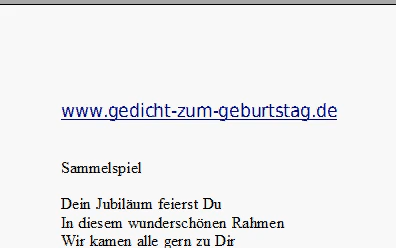 www.gedicht-zum-geburtstag.de
Sammelspiel
Dein Jubiläum feierst Du
In diesem wunderschönen Rahmen
Wir kamen alle gern zu Dir